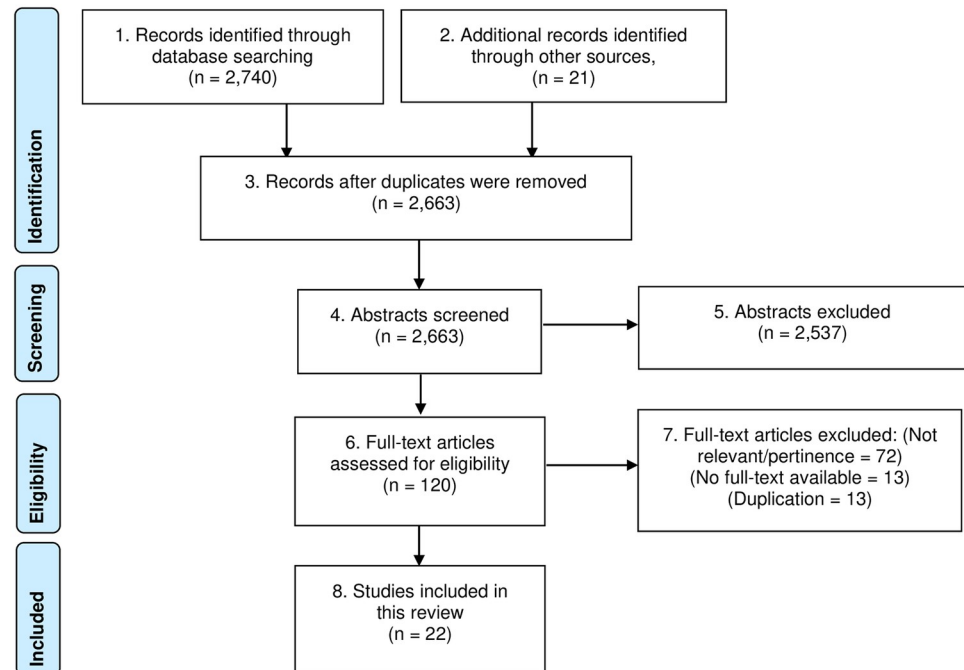 Identification
1. Records identified through
database searching
(n = 2,740)
2. Additional records identified
through other sources,
(n = 21)
3. Records after duplicates were removed
(n = 2,663)
Screening
4. Abstracts screened
(n = 2,663)
5. Abstracts excluded
(n = 2,537)
Eligibility
6. Full-text articles
assessed for eligibility
(n = 120)
7. Full-text articles excluded: (Not
relevant/pertinence = 72)
(No full-text available = 13)
(Duplication = 13)
Included
8. Studies included in
this review
(n = 22)